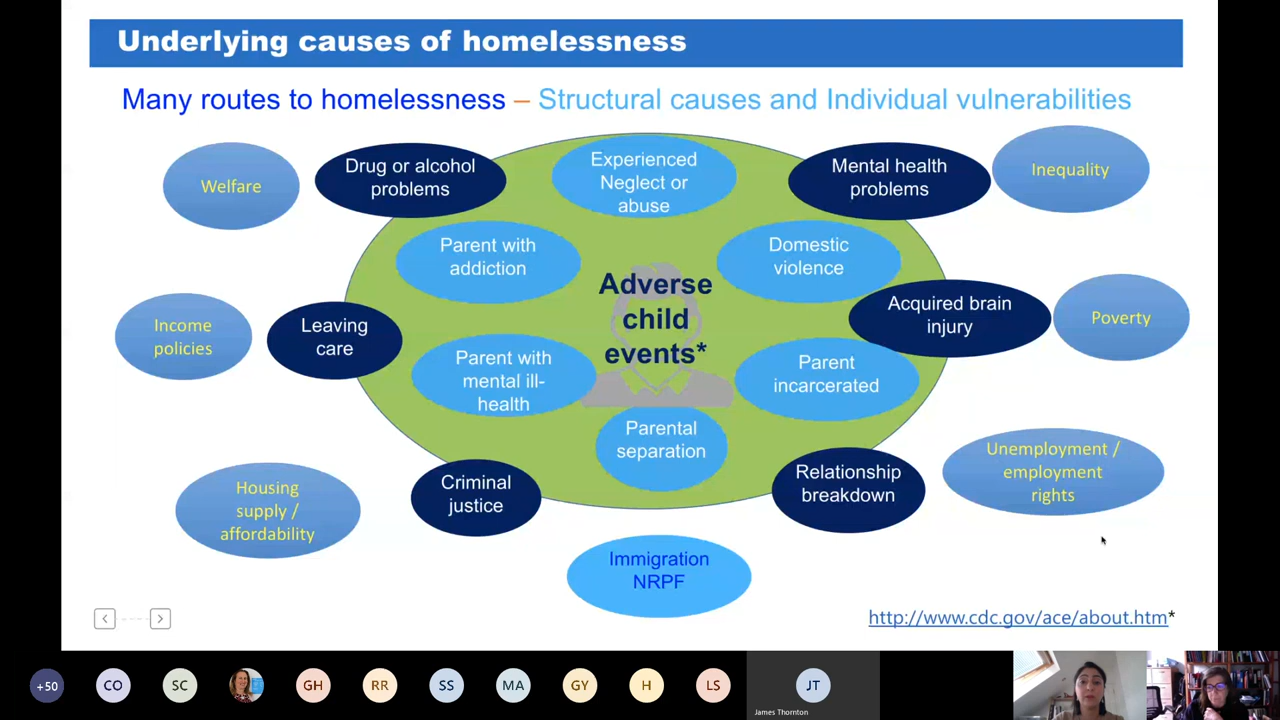 Underlying causes of homelessness
Many routes to homelessness – Structural causes and Individual vulnerabilities
Welfare
Drug or alcohol
problems
Experienced
Neglect or
abuse
Mental health
problems
Inequality
Parent with
addiction
Domestic
violence
Adverse
child
events*
Income
policies
Leaving
care
Acquired brain
injury
Poverty
Parent with
mental ill-
health
Parent
incarcerated
Parental
separation
Housing
supply /
affordability
Criminal
justice
Relationship
breakdown
Unemployment /
employment
rights
Immigration
NRPF
http://www.cdc.gov/ace/about.htm*
+50
CO
SC
GH
RR
SS
MA
GY
H
LS
JT
James Thornton